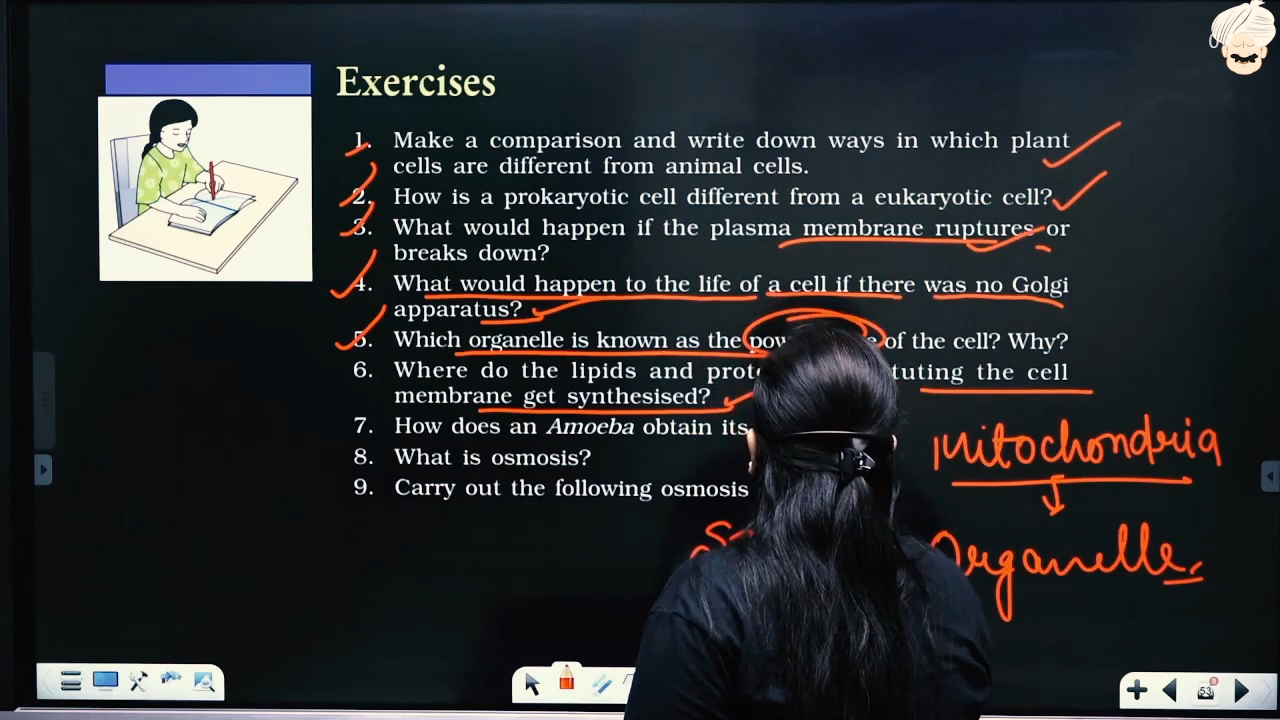 Exercises
1. Make a comparison and write down ways in which plant
cells are different from animal cells.
2. How is a prokaryotic cell different from a eukaryotic cell?
3. What would happen if the plasma membrane ruptures or
breaks down?
4. What would happen to the life of a cell if there was no Golgi
apparatus?
5. Which organelle is known as the of the cell? Why?
6. Where do the lipids and the cell
membrane get synthesised?
7. How does an Amoeba obtain its
8. What is osmosis?
9. Carry out the following osmosis
Mitochondria
Organelle.
53